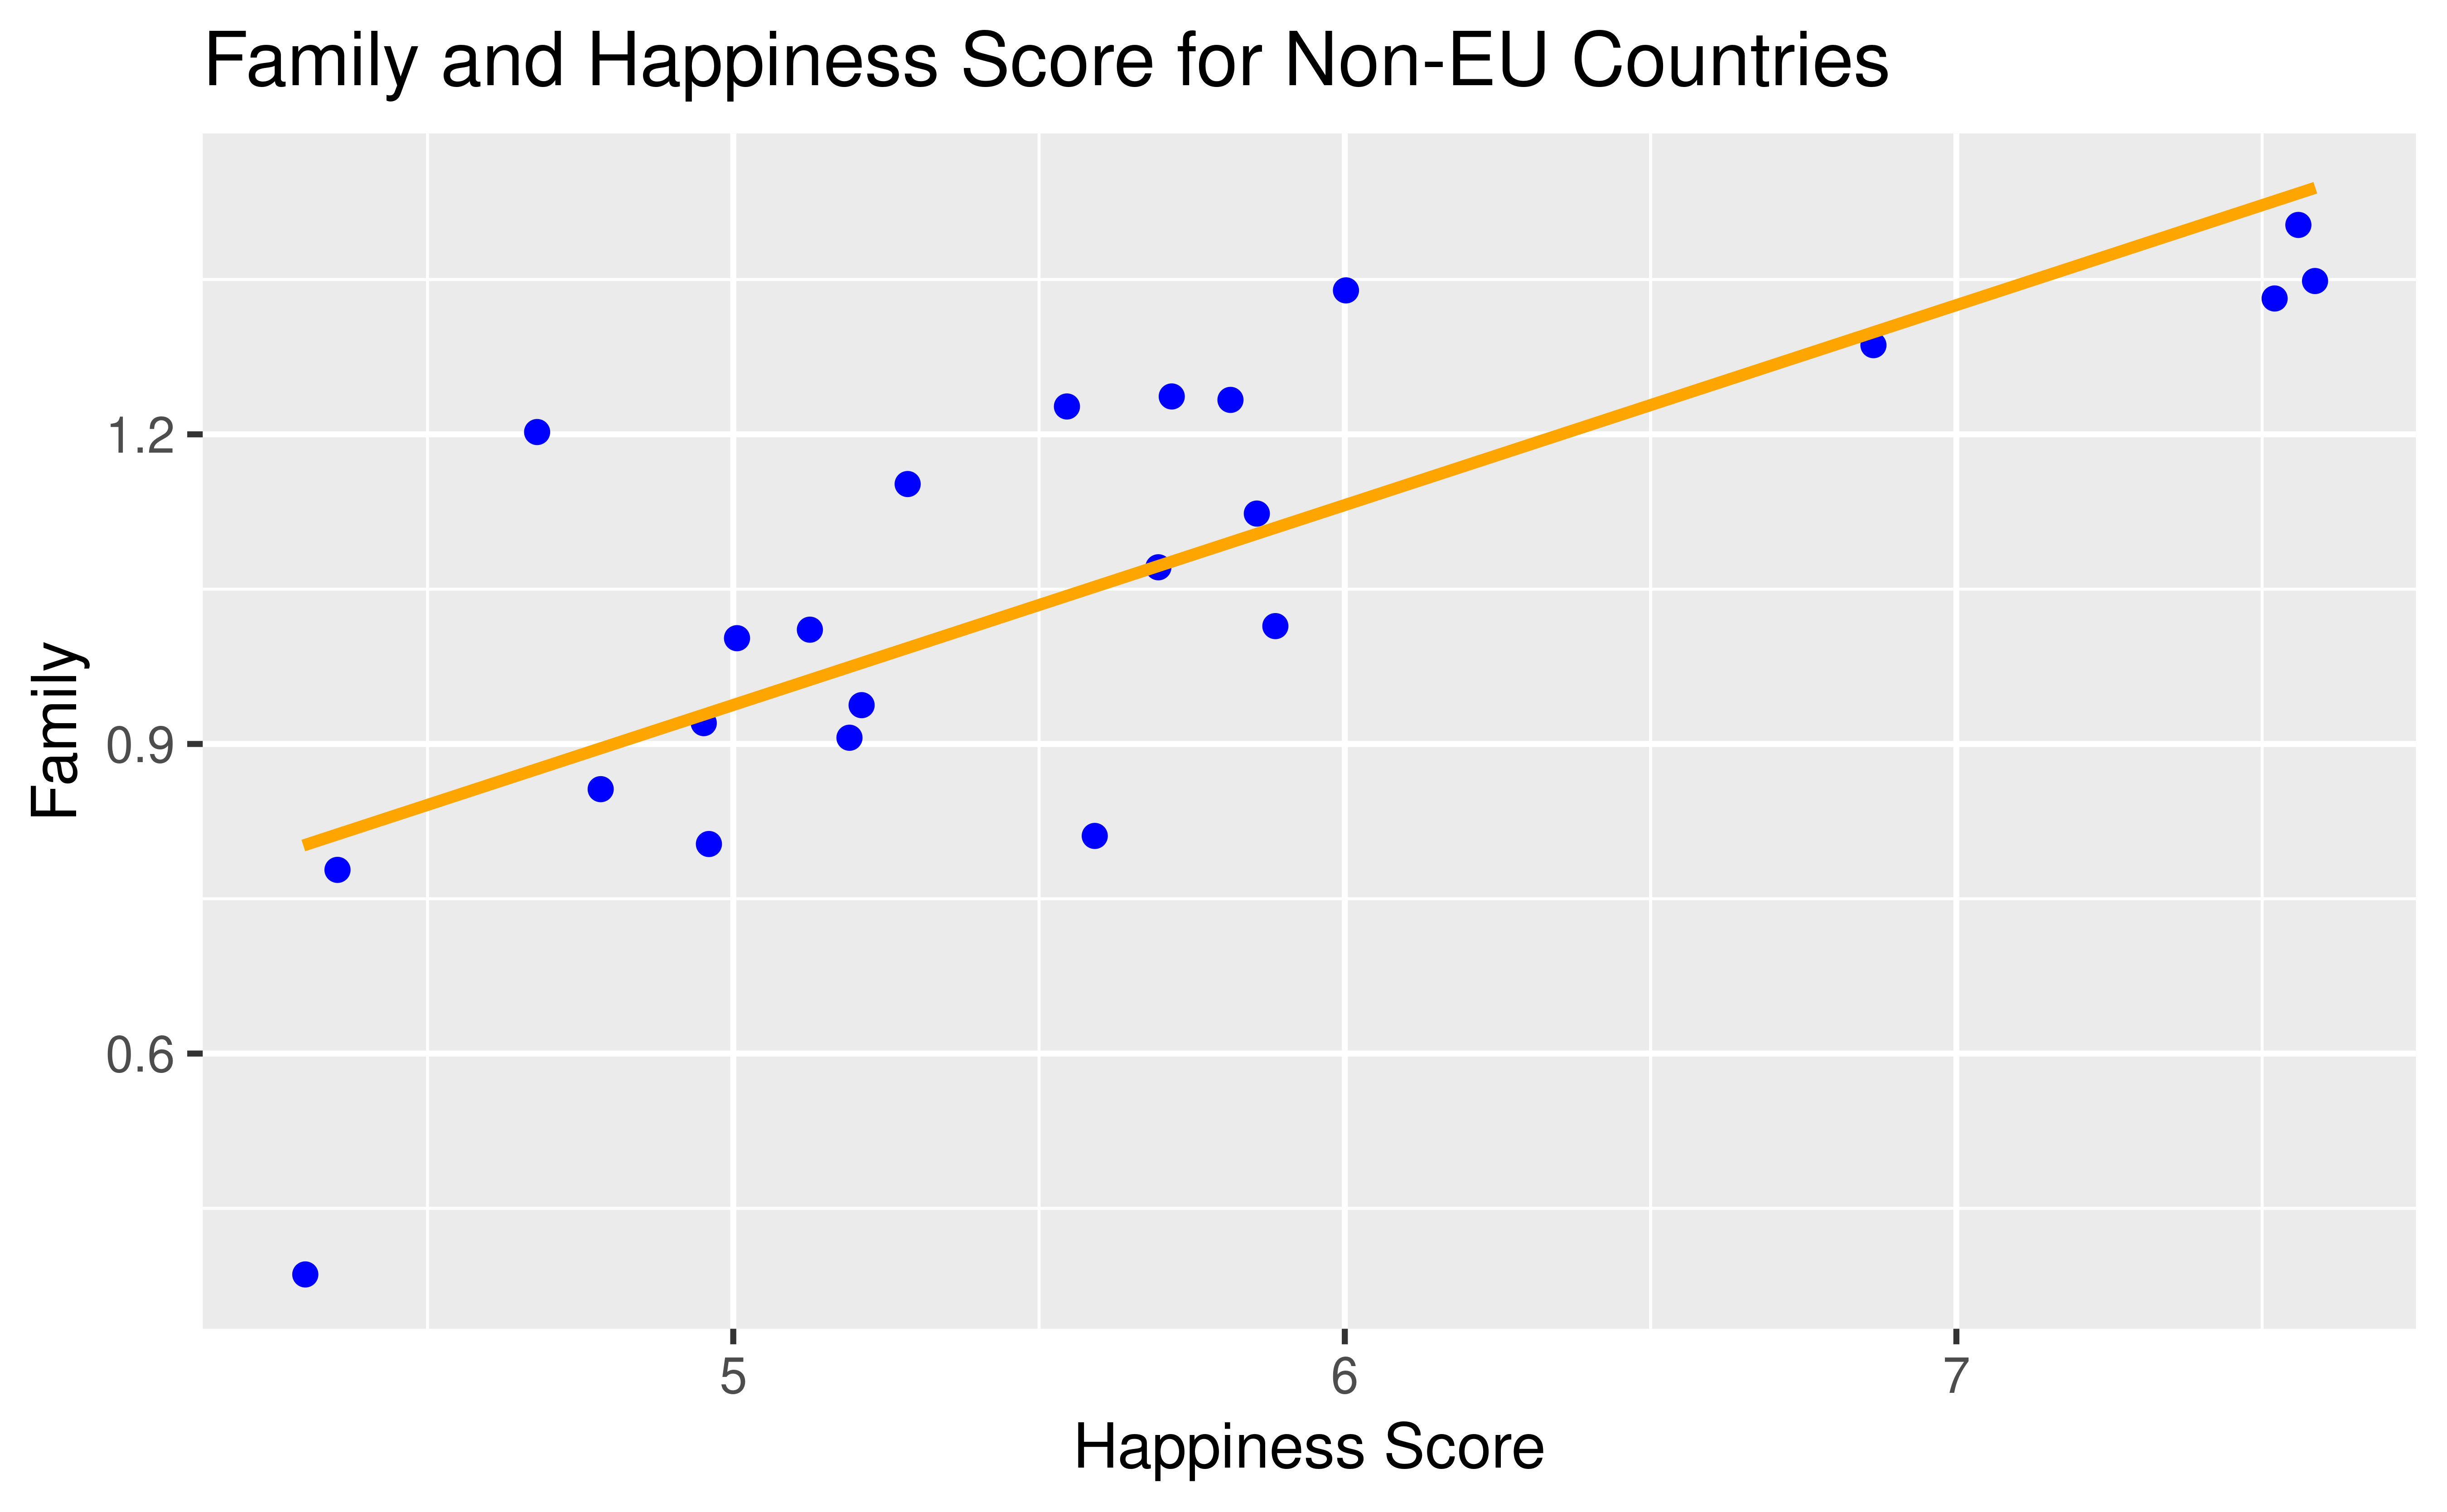 Family and Happiness Score for Non-EU Countries
1.2
0.9
0.6
Family
5 6 7
Happiness Score